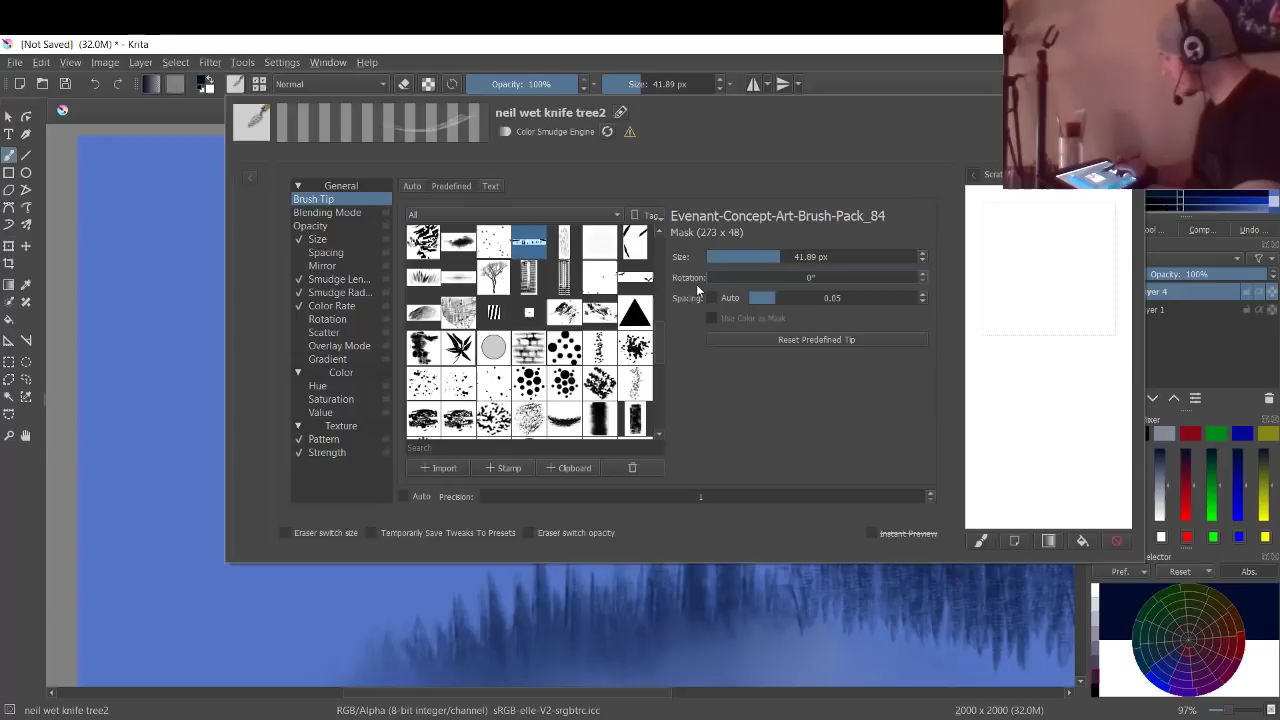 [Not Saved] (32.0M) * - Krita
File Edit View Image Layer Select Filter Tools Settings Window Help
Normal Opacity: 100% Size: 41.89 px
neil wet knife tree2
Color Smudge Engine
General
Brush Tip
Blending Mode
Opacity
Size
Spacing
Mirror
Smudge Len...
Smudge Rad...
Color Rate
Rotation
Scatter
Overlay Mode
Gradient
Color
Hue
Saturation
Value
Texture
Pattern
Strength
Auto Predefined Text
All Tag
Search
Import Stamp Clipboard
Evenant-Concept-Art-Brush-Pack_84
Mask (273 x 48)
Size: 41.89 px
Rotation: 0°
Spacing: Auto 0.05
Use Color as Mask
Reset Predefined Tip
Auto Precision: 1
Eraser switch size Temporarily Save Tweaks To Presets Eraser switch opacity Instant Preview
Comp... Undo ...
Opacity: 100%
Pref. Reset Abs.
neil wet knife tree2 RGB/Alpha (8-bit integer/channel) sRGB-elle-V2-srgbtrc.icc 2000 x 2000 (32.0M) 97%